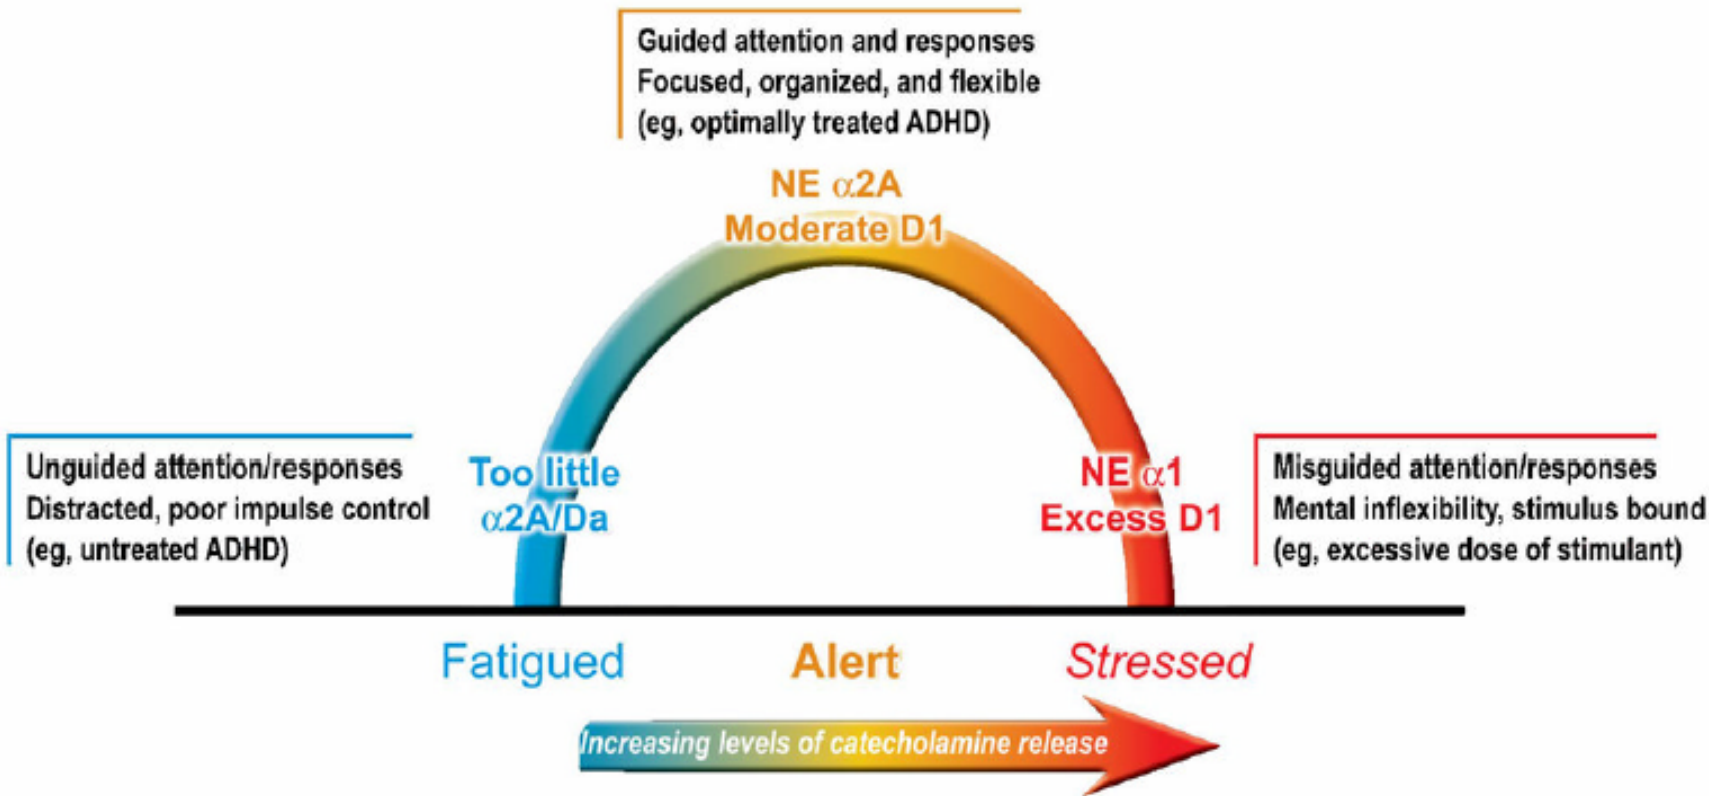 Guided attention and responses
Focused, organized, and flexible
(eg, optimally treated ADHD)
NE α2A
Moderate D1
Unguided attention/responses
Distracted, poor impulse control
(eg, untreated ADHD)
Too little
α2A/Da
NE α1
Excess D1
Misguided attention/responses
Mental inflexibility, stimulus bound
(eg, excessive dose of stimulant)
Fatigued
Alert
Stressed
Increasing levels of catecholamine release